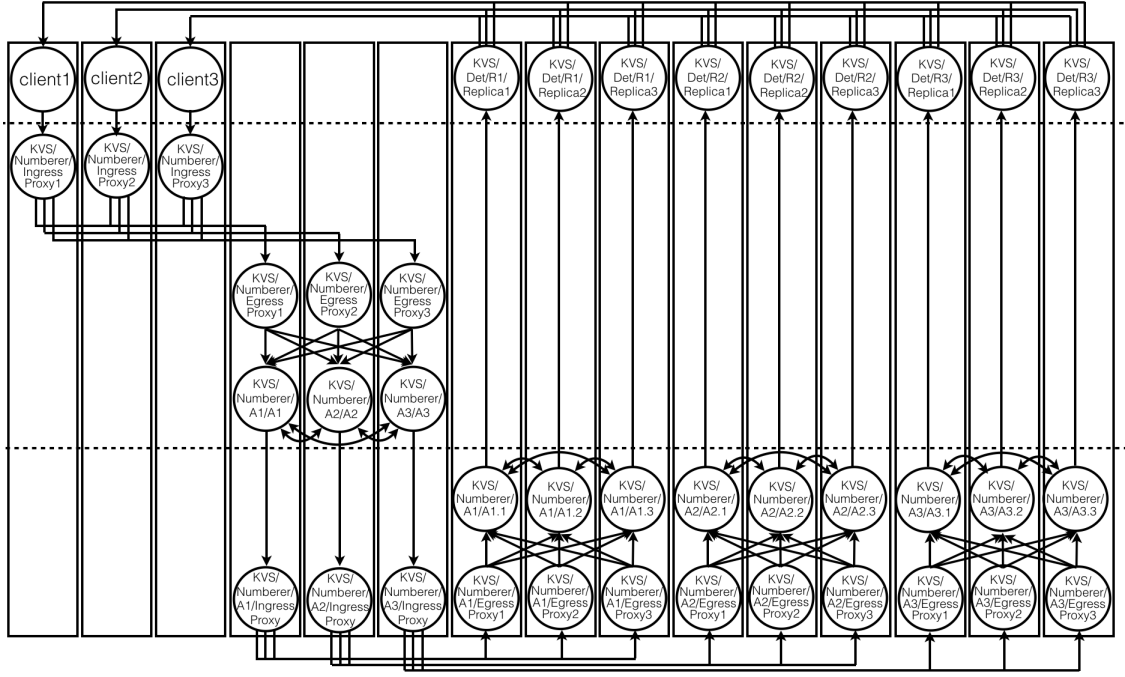 client1
client2
client3
KVS/
Det/R1/
Replica1
KVS/
Det/R1/
Replica2
KVS/
Det/R1/
Replica3
KVS/
Det/R2/
Replica1
KVS/
Det/R2/
Replica2
KVS/
Det/R2/
Replica3
KVS/
Det/R3/
Replica1
KVS/
Det/R3/
Replica2
KVS/
Det/R3/
Replica3
KVS/
Numberer/
Ingress
Proxy1
KVS/
Numberer/
Ingress
Proxy2
KVS/
Numberer/
Ingress
Proxy3
KVS/
Numberer/
Egress
Proxy1
KVS/
Numberer/
Egress
Proxy2
KVS/
Numberer/
Egress
Proxy3
KVS/
Numberer/
A1/A1
KVS/
Numberer/
A2/A2
KVS/
Numberer/
A3/A3
KVS/
Numberer/
A1/A1.1
KVS/
Numberer/
A1/A1.2
KVS/
Numberer/
A1/A1.3
KVS/
Numberer/
A2/A2.1
KVS/
Numberer/
A2/A2.2
KVS/
Numberer/
A2/A2.3
KVS/
Numberer/
A3/A3.1
KVS/
Numberer/
A3/A3.2
KVS/
Numberer/
A3/A3.3
KVS/
Numberer/
A1/Ingress
Proxy
KVS/
Numberer/
A2/Ingress
Proxy
KVS/
Numberer/
A3/Ingress
Proxy
KVS/
Numberer/
A1/Egress
Proxy1
KVS/
Numberer/
A1/Egress
Proxy2
KVS/
Numberer/
A1/Egress
Proxy3
KVS/
Numberer/
A2/Egress
Proxy1
KVS/
Numberer/
A2/Egress
Proxy2
KVS/
Numberer/
A2/Egress
Proxy3
KVS/
Numberer/
A3/Egress
Proxy1
KVS/
Numberer/
A3/Egress
Proxy2
KVS/
Numberer/
A3/Egress
Proxy3